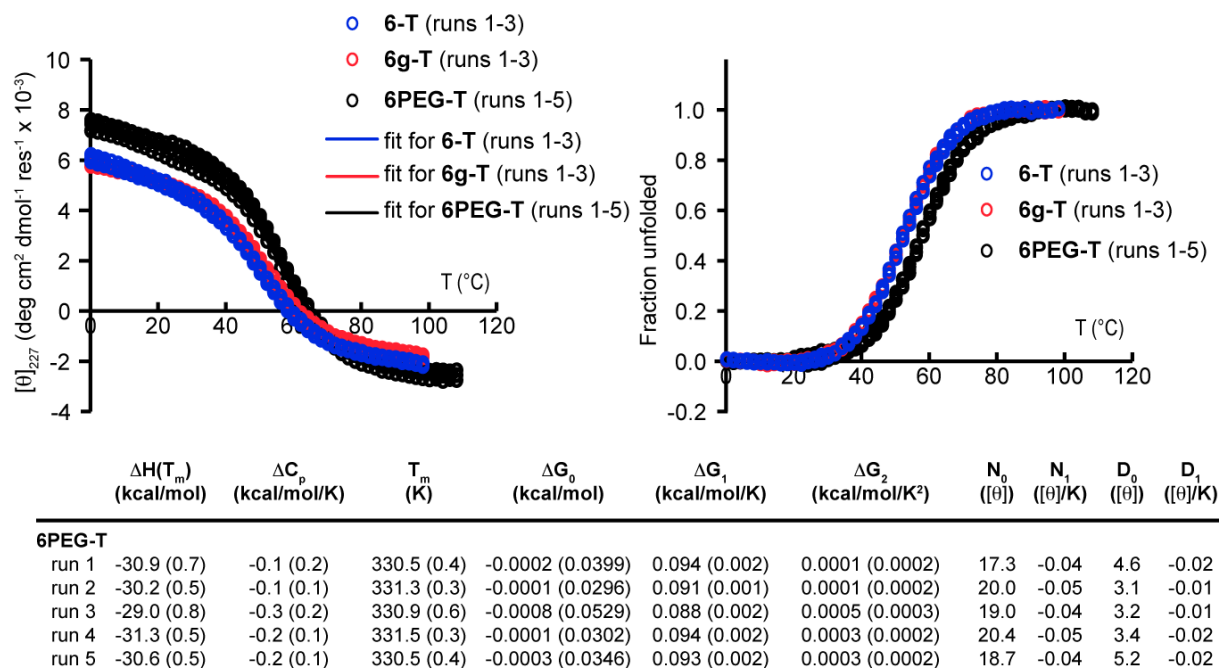 6-T (runs 1-3)
6g-T (runs 1-3)
6PEG-T (runs 1-5)
fit for 6-T (runs 1-3)
fit for 6g-T (runs 1-3)
fit for 6PEG-T (runs 1-5)
[θ]227 (deg cm² dmol⁻¹ res⁻¹ x 10⁻³)
10
8
6
4
2
0
-2
-4
T (°C)
0 20 40 60 80 100 120
Fraction unfolded
1.0
0.8
0.6
0.4
0.2
0.0
-0.2
6-T (runs 1-3)
6g-T (runs 1-3)
6PEG-T (runs 1-5)
T (°C)
0 20 40 60 80 100 120
ΔH(Tm) ΔCp Tm ΔG0 ΔG1 ΔG2 N0 N1 D0 D1
(kcal/mol) (kcal/mol/K) (K) (kcal/mol) (kcal/mol/K) (kcal/mol/K²) ([θ]) ([θ]/K) ([θ]) ([θ]/K)
6PEG-T
run 1 -30.9 (0.7) -0.1 (0.2) 330.5 (0.4) -0.0002 (0.0399) 0.094 (0.002) 0.0001 (0.0002) 17.3 -0.04 4.6 -0.02
run 2 -30.2 (0.5) -0.1 (0.1) 331.3 (0.3) -0.0001 (0.0296) 0.091 (0.001) 0.0001 (0.0002) 20.0 -0.05 3.1 -0.01
run 3 -29.0 (0.8) -0.3 (0.2) 330.9 (0.6) -0.0008 (0.0529) 0.088 (0.002) 0.0005 (0.0003) 19.0 -0.04 3.2 -0.01
run 4 -31.3 (0.5) -0.2 (0.1) 331.5 (0.3) -0.0001 (0.0302) 0.094 (0.002) 0.0003 (0.0002) 20.4 -0.05 3.4 -0.02
run 5 -30.6 (0.5) -0.2 (0.1) 330.5 (0.4) -0.0003 (0.0346) 0.093 (0.002) 0.0003 (0.0002) 18.7 -0.04 5.2 -0.02